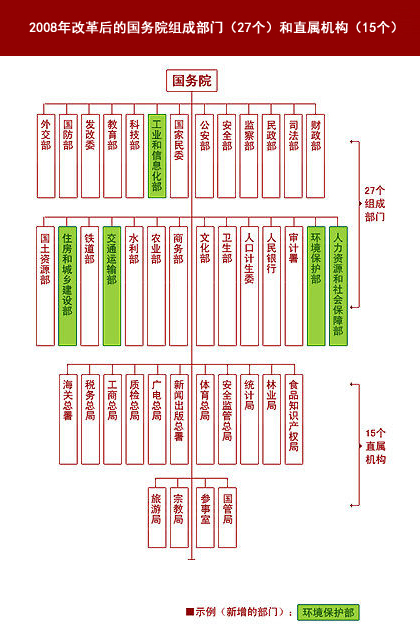 2008年改革后的国务院组成部门（27个）和直属机构（15个）
国务院
外交部
国防部
发改委
教育部
科技部
工业和信息化部
国家民委
公安部
安全部
监察部
民政部
司法部
财政部
27个
组成
部门
国土资源部
住房和城乡建设部
铁道部
交通运输部
水利部
农业部
商务部
文化部
卫生部
人口计生委
人民银行
审计署
环境保护部
人力资源和社会保障部
海关总署
税务总局
工商总局
质检总局
广电总局
新闻出版总署
体育总局
安全监管总局
统计局
林业局
食品知识产权局
15个
直属
机构
旅游局
宗教局
参事室
国管局
■示例（新增的部门）：
环境保护部